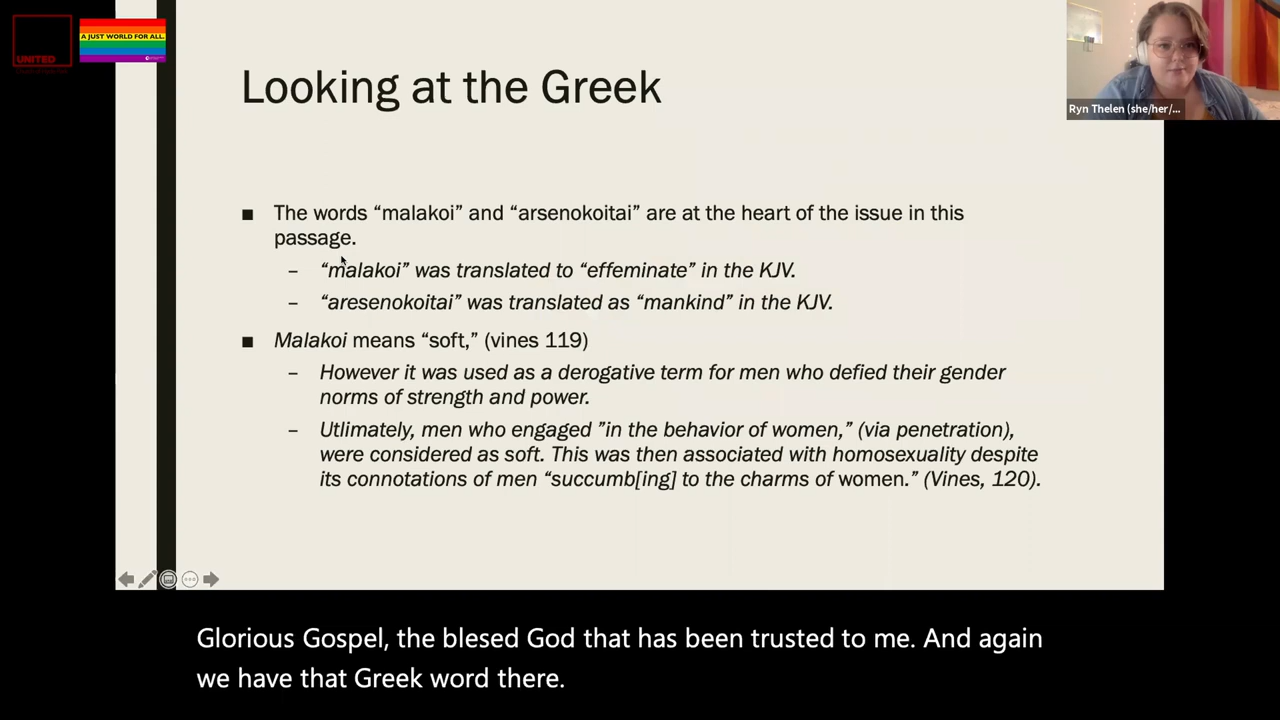 UNITED
A JUST WORLD FOR ALL.
Ryn Thelen (she/her/...
Looking at the Greek
■ The words “malakoi” and “arsenokoitai” are at the heart of the issue in this
passage.
– “malakoi” was translated to “effeminate” in the KJV.
– “aresenokoitai” was translated as “mankind” in the KJV.
■ Malakoi means “soft,” (vines 119)
– However it was used as a derogative term for men who defied their gender
norms of strength and power.
– Utlimately, men who engaged ”in the behavior of women,” (via penetration),
were considered as soft. This was then associated with homosexuality despite
its connotations of men “succumb[ing] to the charms of women.” (Vines, 120).
Glorious Gospel, the blesed God that has been trusted to me. And again
we have that Greek word there.